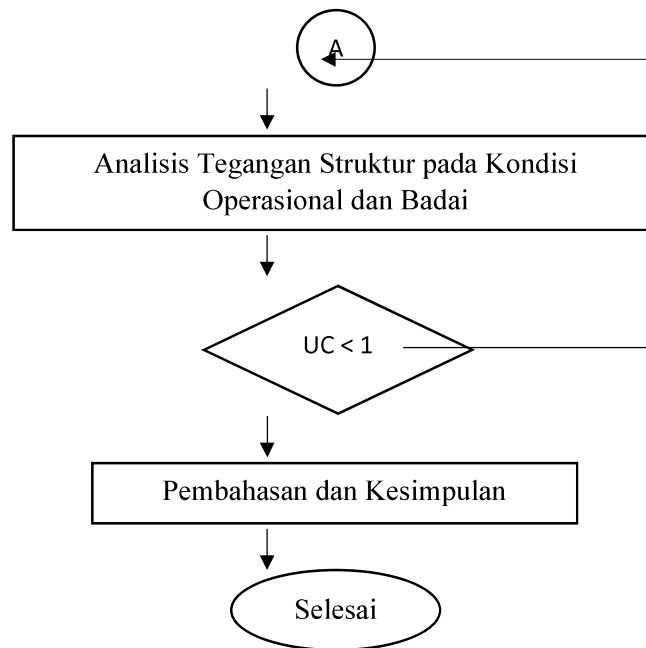 A
Analisis Tegangan Struktur pada Kondisi
Operasional dan Badai
UC < 1
Pembahasan dan Kesimpulan
Selesai